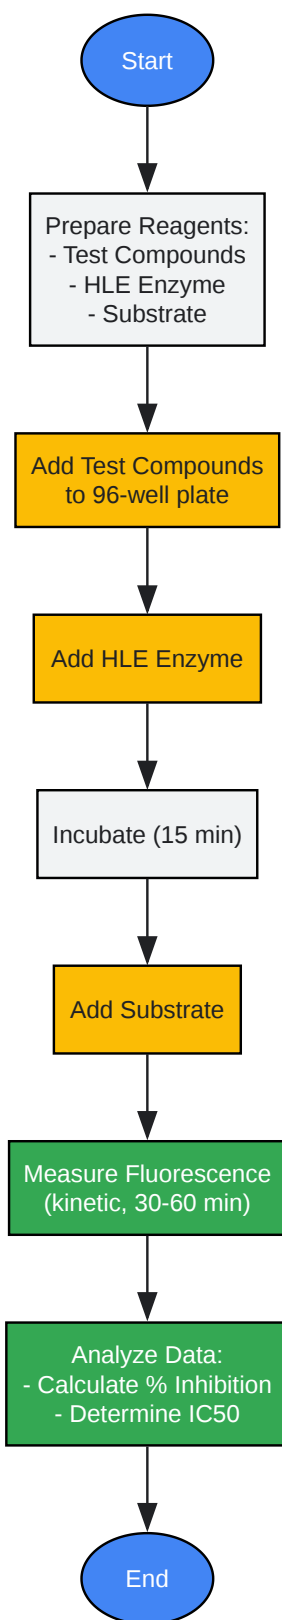 Start
Prepare Reagents:
- Test Compounds
- HLE Enzyme
- Substrate
Add Test Compounds
to 96-well plate
Add HLE Enzyme
Incubate (15 min)
Add Substrate
Measure Fluorescence
(kinetic, 30-60 min)
Analyze Data:
- Calculate % Inhibition
- Determine IC50
End